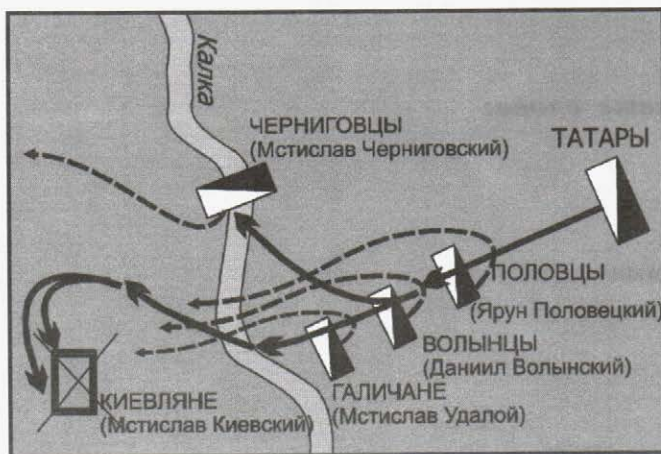 Калка
ЧЕРНИГОВЦЫ
(Мстислав Черниговский)
ТАТАРЫ
ПОЛОВЦЫ
(Ярун Половецкий)
ВОЛЫНЦЫ
(Даниил Волынский)
ГАЛИЧАНЕ
(Мстислав Удалой)
КИЕВЛЯНЕ
(Мстислав Киевский)